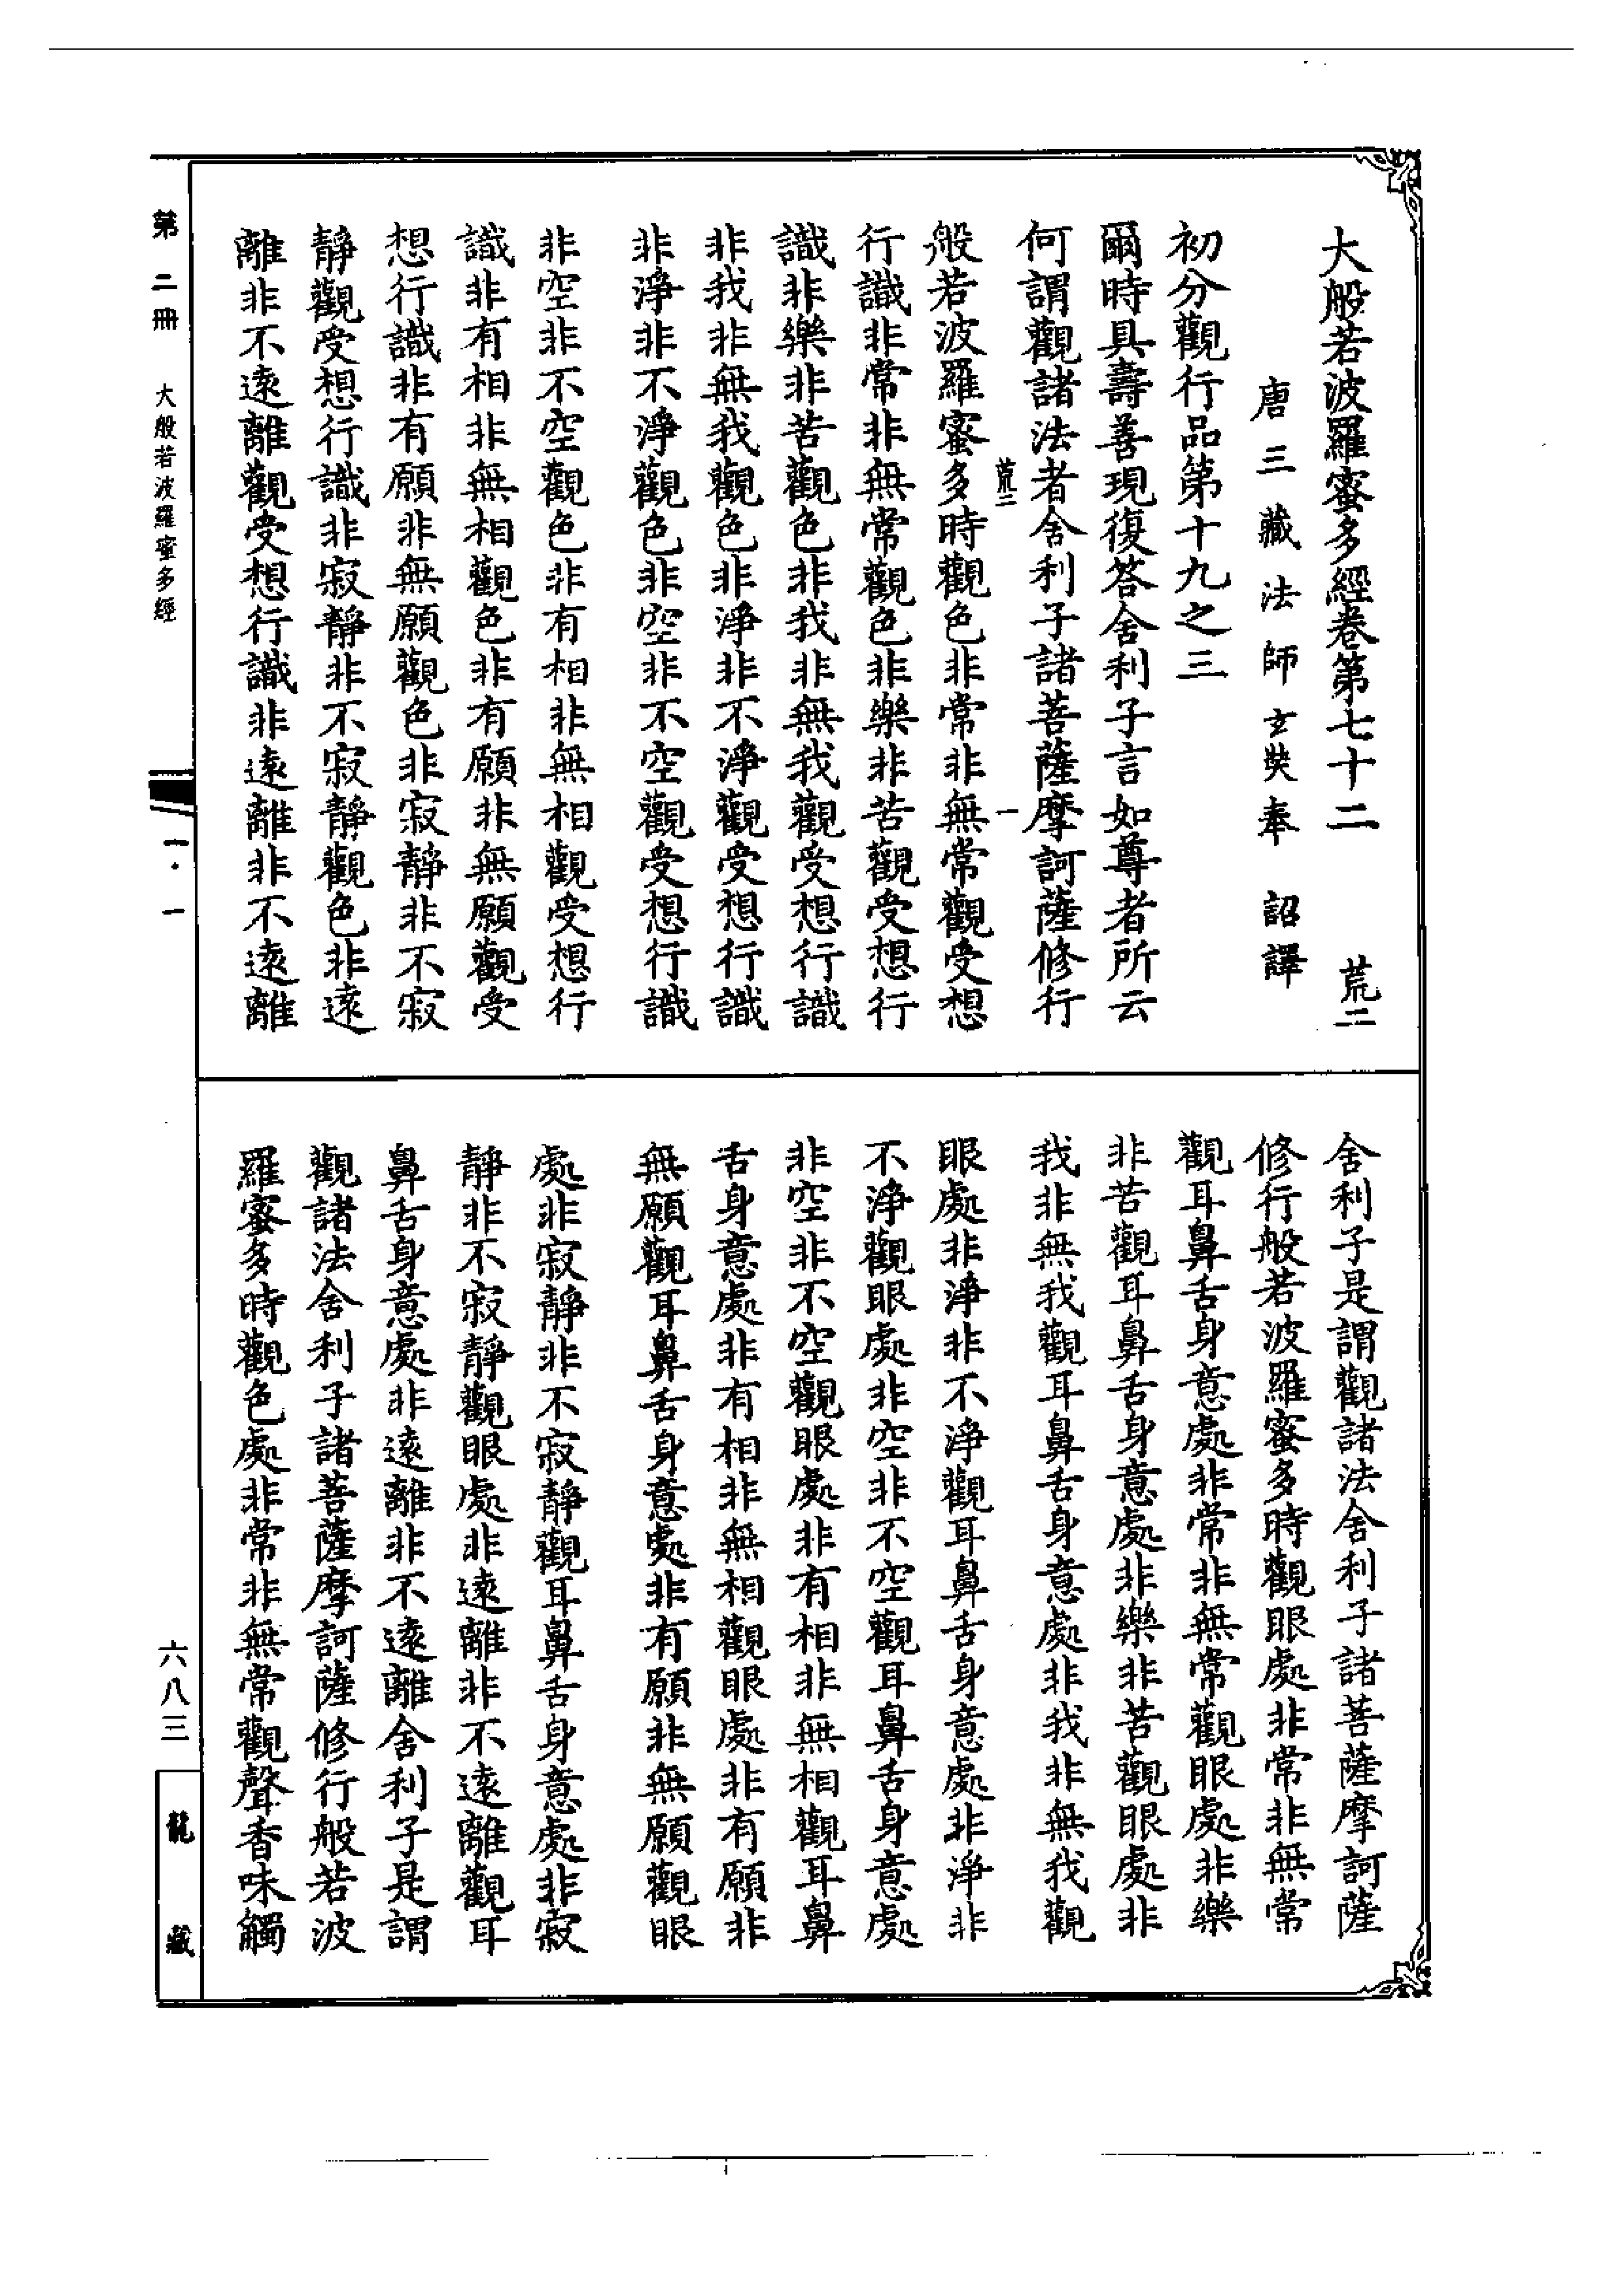 大般若波羅蜜多經卷第七十二　荒二
唐三藏法師玄奘奉　詔譯
初分觀行品第十九之三
爾時具壽善現復答舍利子言如尊者所云
何謂觀諸法者舍利子諸菩薩摩訶薩修行
荒二　一
般若波羅蜜多時觀色非常非無常觀受想
行識非常非無常觀色非樂非苦觀受想行
識非樂非苦觀色非我非無我觀受想行識
非我非無我觀色非淨非不淨觀受想行識
非淨非不淨觀色非空非不空觀受想行識
非空非不空觀色非有相非無相觀受想行
識非有相非無相觀色非有願非無願觀受
想行識非有願非無願觀色非寂靜非不寂
靜觀受想行識非寂靜非不寂靜觀色非遠
離非不遠離觀受想行識非遠離非不遠離
舍利子是謂觀諸法舍利子諸菩薩摩訶薩
修行般若波羅蜜多時觀眼處非常非無常
觀耳鼻舌身意處非常非無常觀眼處非樂
非苦觀耳鼻舌身意處非樂非苦觀眼處非
我非無我觀耳鼻舌身意處非我非無我觀
眼處非淨非不淨觀耳鼻舌身意處非淨非
不淨觀眼處非空非不空觀耳鼻舌身意處
非空非不空觀眼處非有相非無相觀耳鼻
舌身意處非有相非無相觀眼處非有願非
無願觀耳鼻舌身意處非有願非無願觀眼
處非寂靜非不寂靜觀耳鼻舌身意處非寂
靜非不寂靜觀眼處非遠離非不遠離觀耳
鼻舌身意處非遠離非不遠離舍利子是謂
觀諸法舍利子諸菩薩摩訶薩修行般若波
羅蜜多時觀色處非常非無常觀聲香味觸
第二冊　大般若波羅蜜多經　一·一　六八三　龍藏